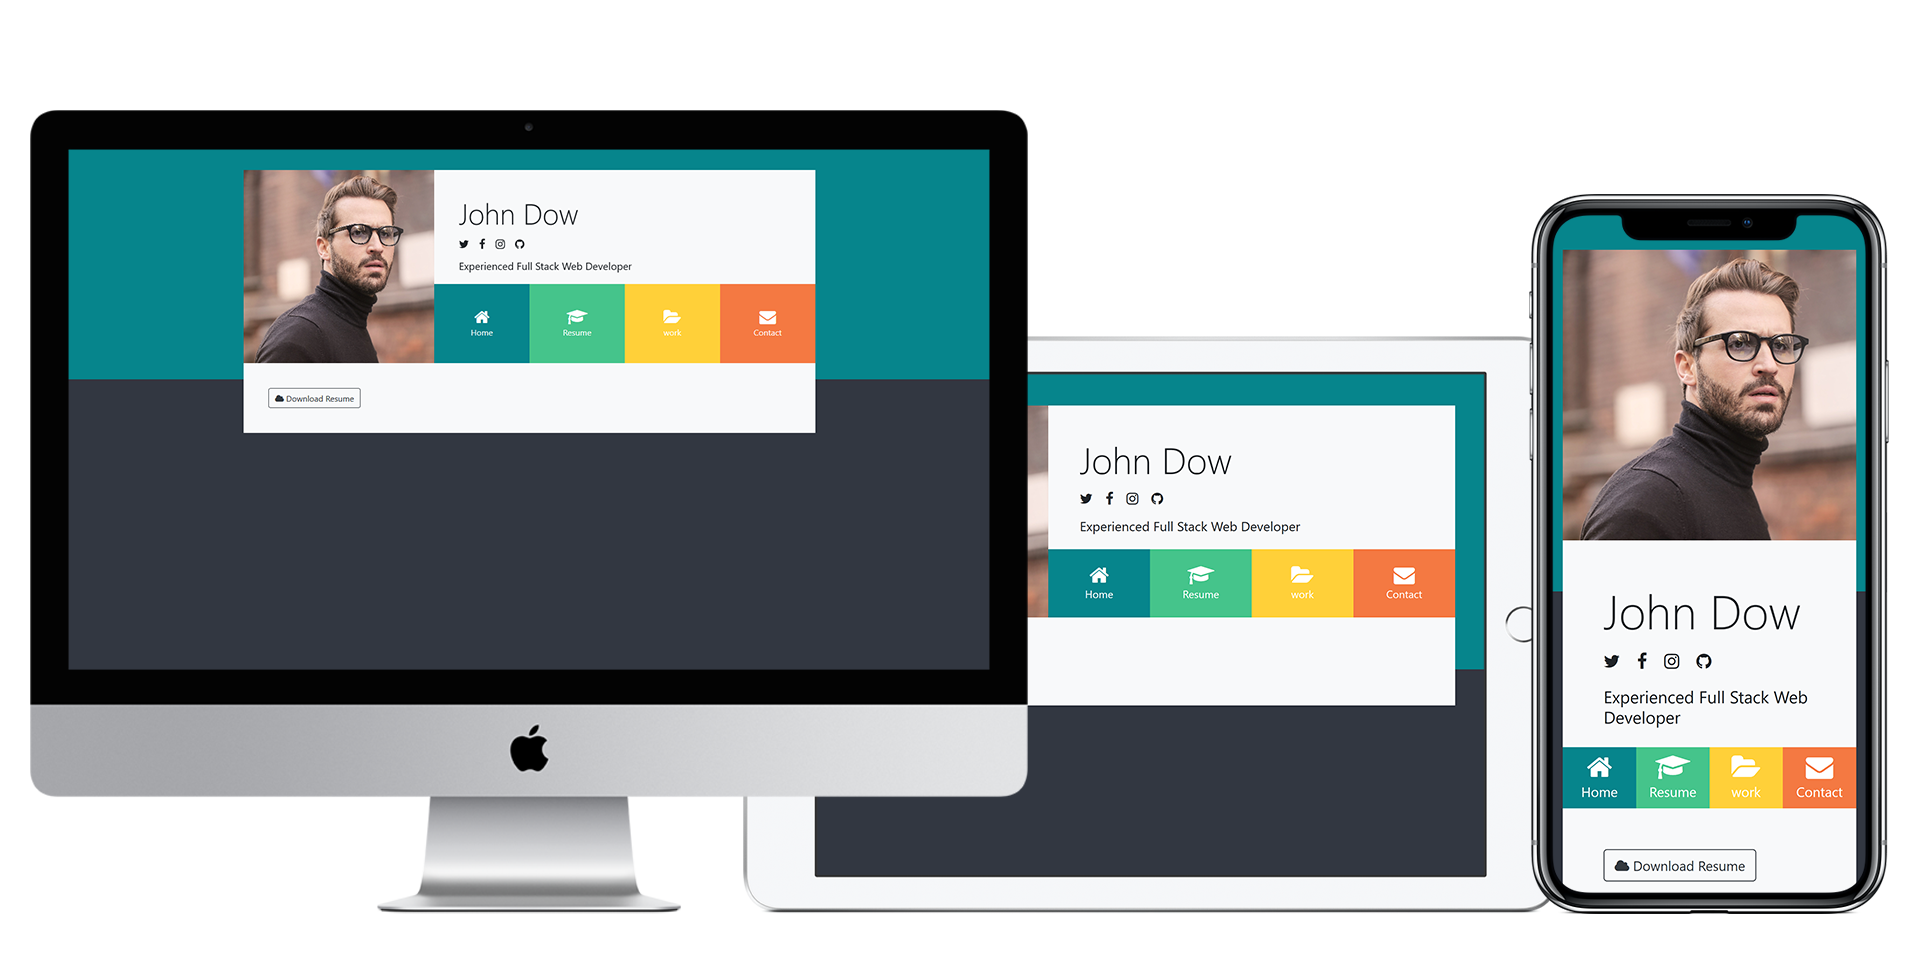 John Dow
Experienced Full Stack Web Developer
Home
Resume
work
Contact
Download Resume
John Dow
Experienced Full Stack Web Developer
Home
Resume
work
Contact
John Dow
Experienced Full Stack Web
Developer
Home
Resume
work
Contact
Download Resume